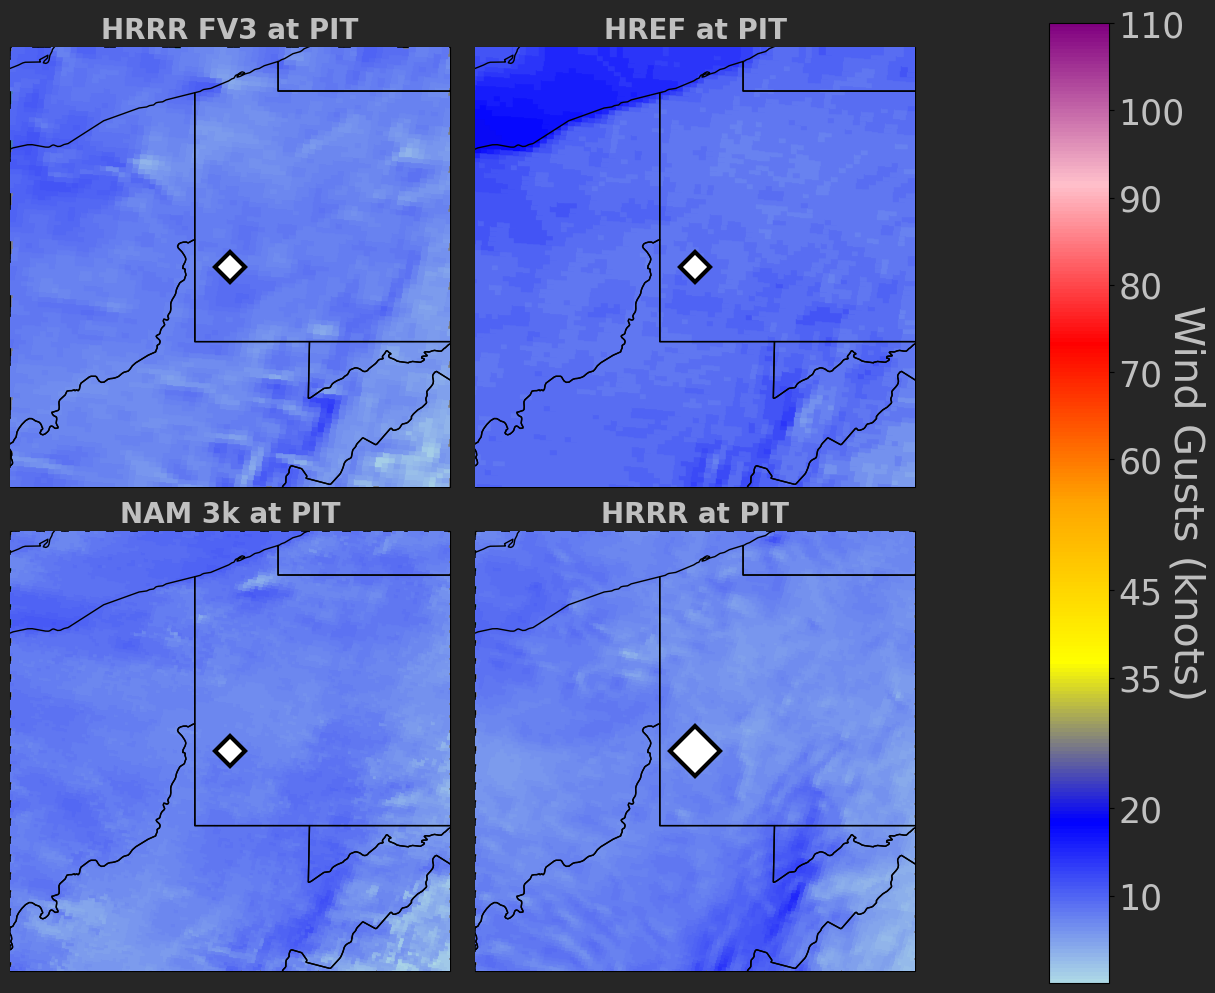 HRRR FV3 at PIT
HREF at PIT
NAM 3k at PIT
HRRR at PIT
110
100
90
80
70
60
45
35
20
10
Wind Gusts (knots)